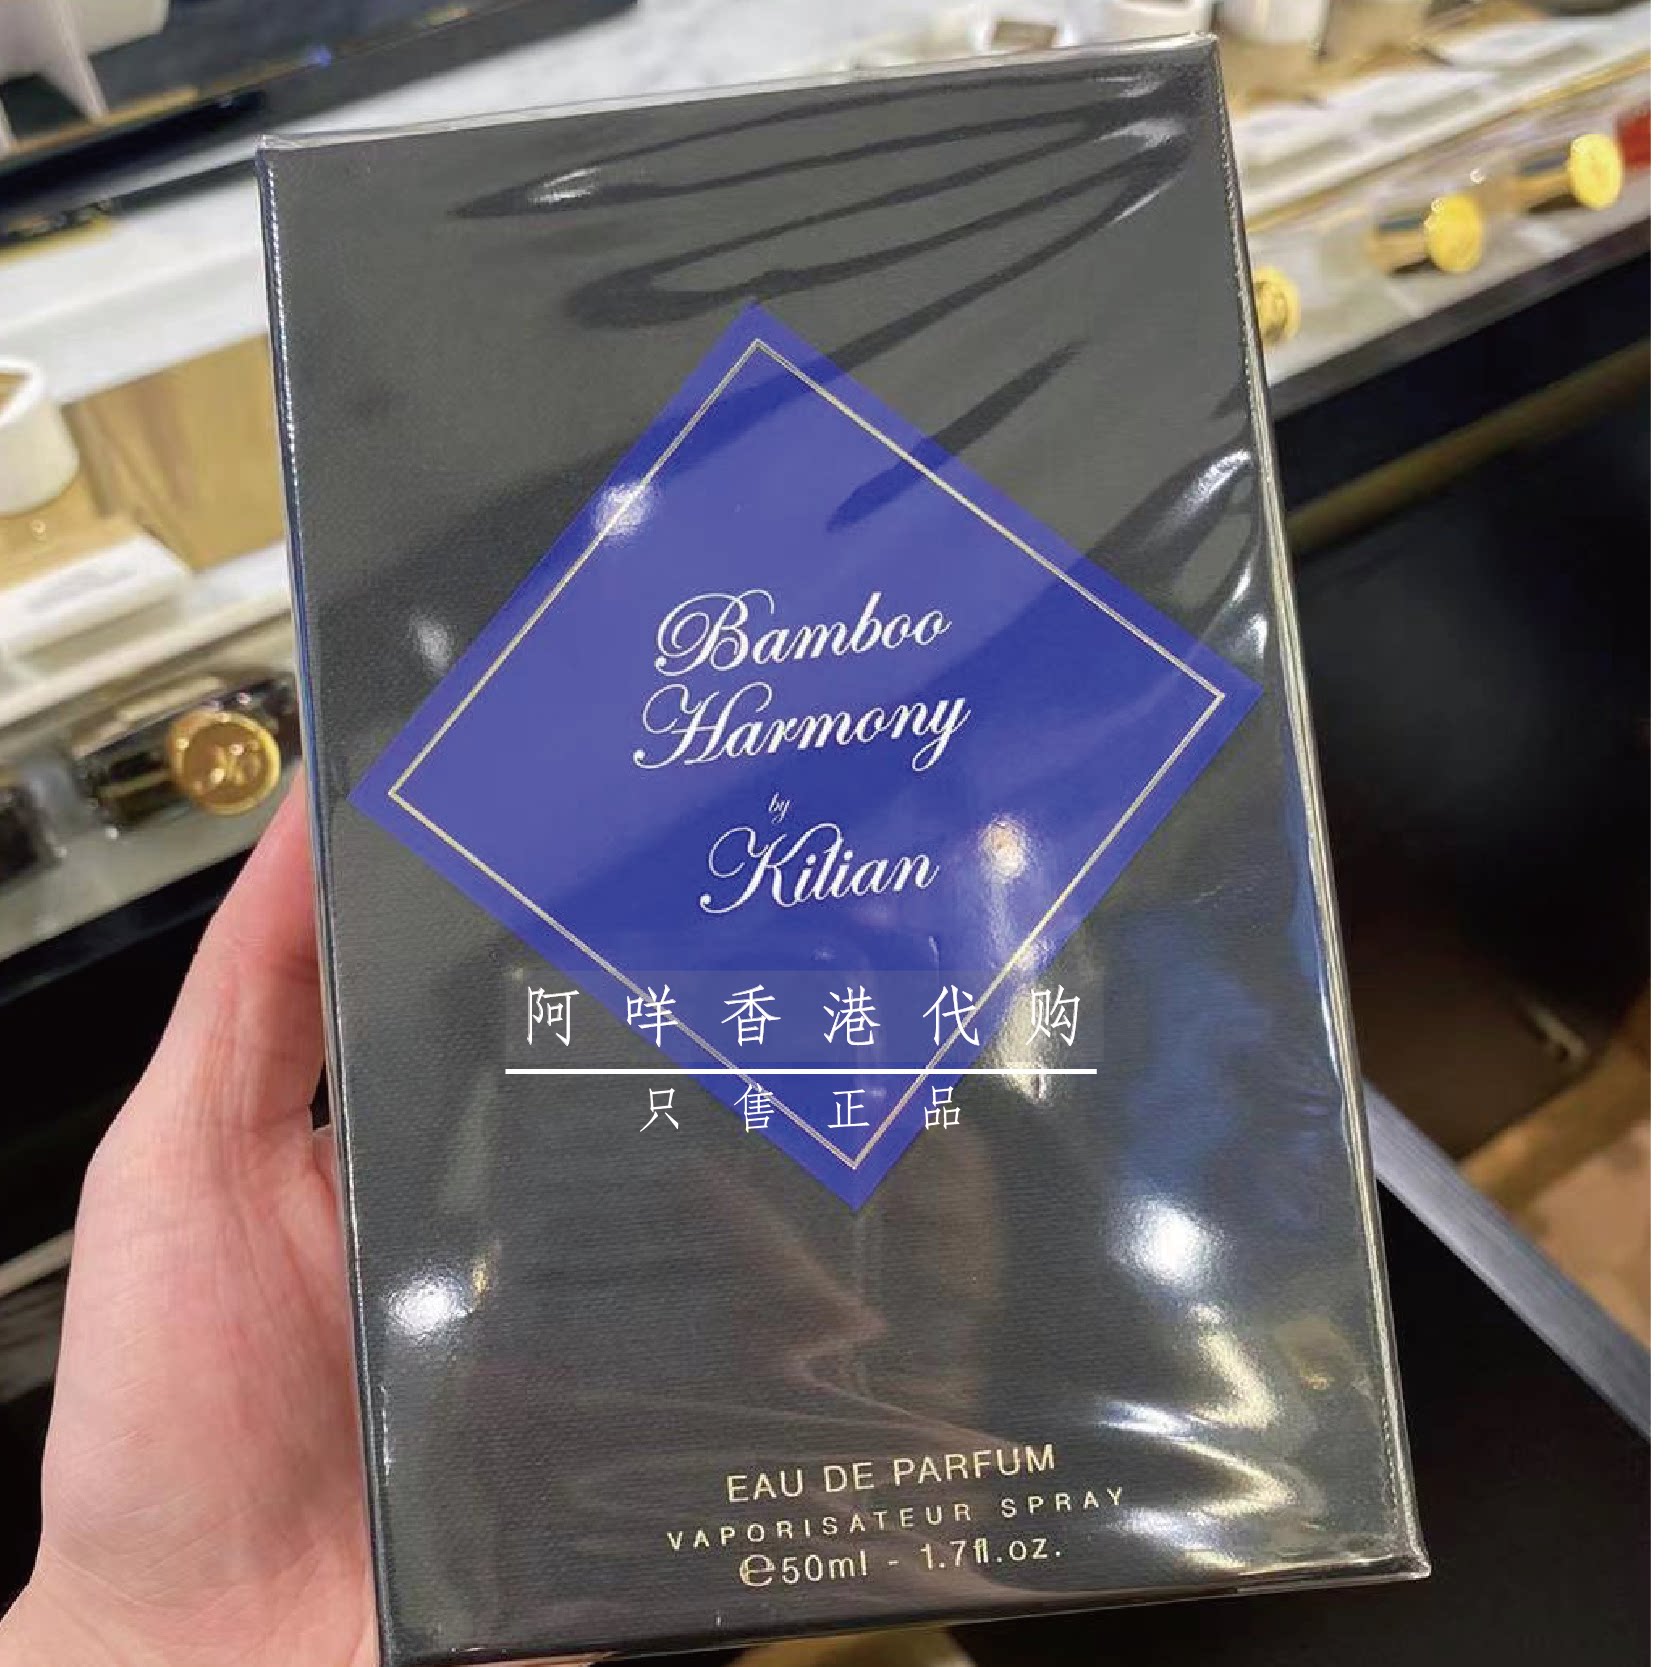 Bamboo
Harmony
by
Kilian
阿咩香港代购
只售正品
EAU DE PARFUM
VAPORISATEUR SPRAY
℮50ml - 1.7fl.oz.